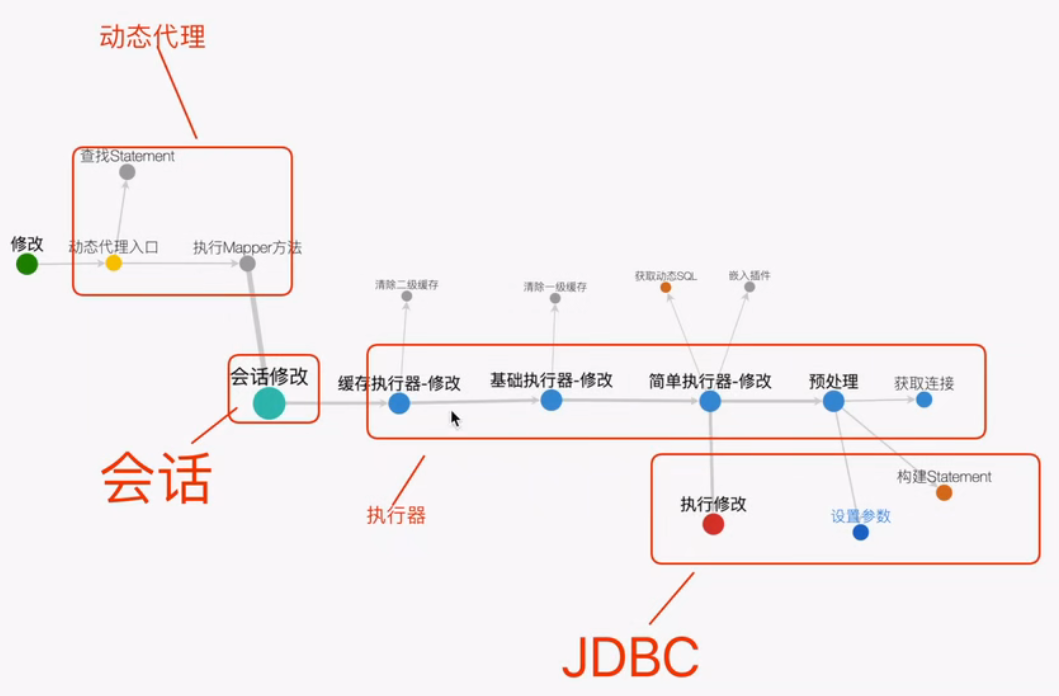 动态代理
查找Statement
修改
动态代理入口
执行Mapper方法
清除二级缓存
清除一级缓存
获取动态SQL
嵌入插件
会话修改
缓存执行器-修改
基础执行器-修改
简单执行器-修改
预处理
获取连接
会话
执行器
执行修改
设置参数
构建Statement
JDBC